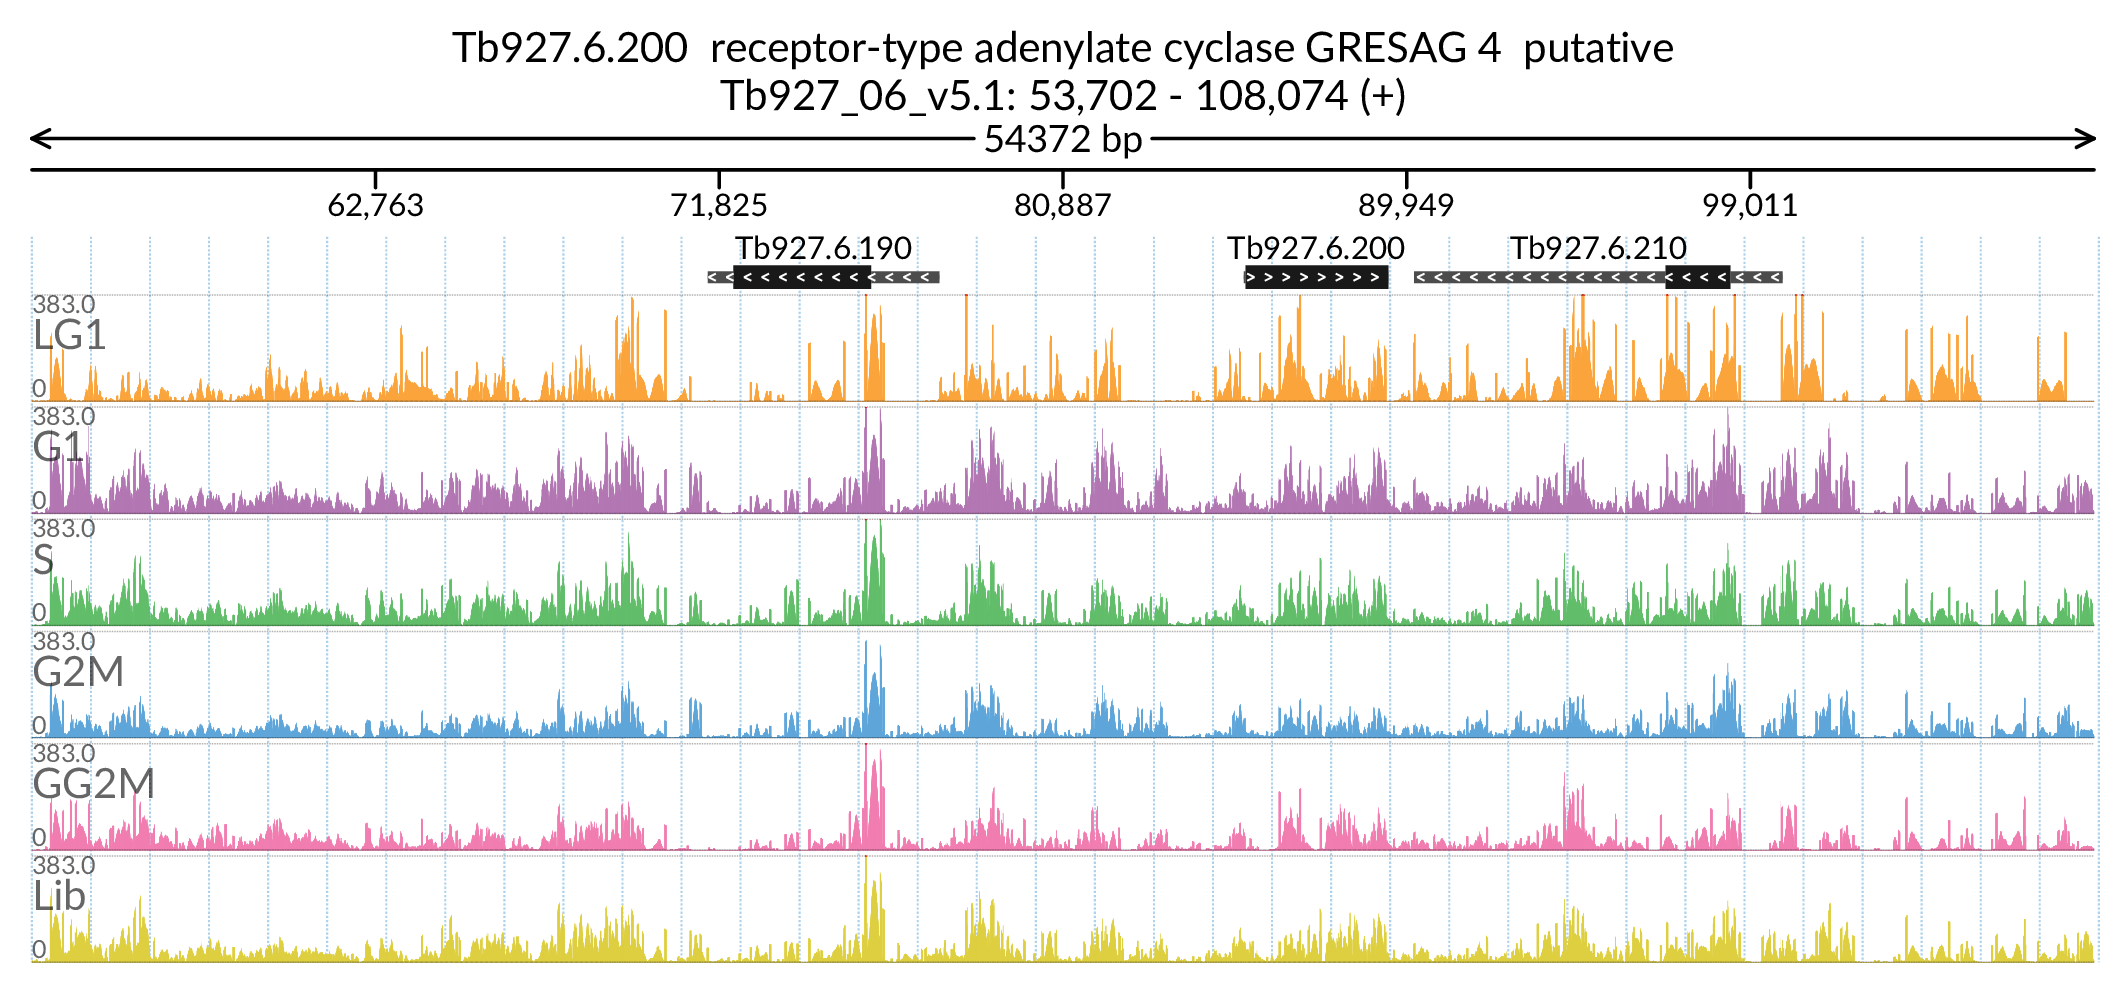 Tb927.6.200 receptor-type adenylate cyclase GRESAG 4 putative
Tb927_06_v5.1: 53,702 - 108,074 (+)
54372 bp
62,763 71,825 80,887 89,949 99,011
Tb927.6.190 Tb927.6.200 Tb927.6.210
383.0
LG1
0
383.0
G1
0
383.0
S
0
383.0
G2M
0
383.0
GG2M
0
383.0
Lib
0